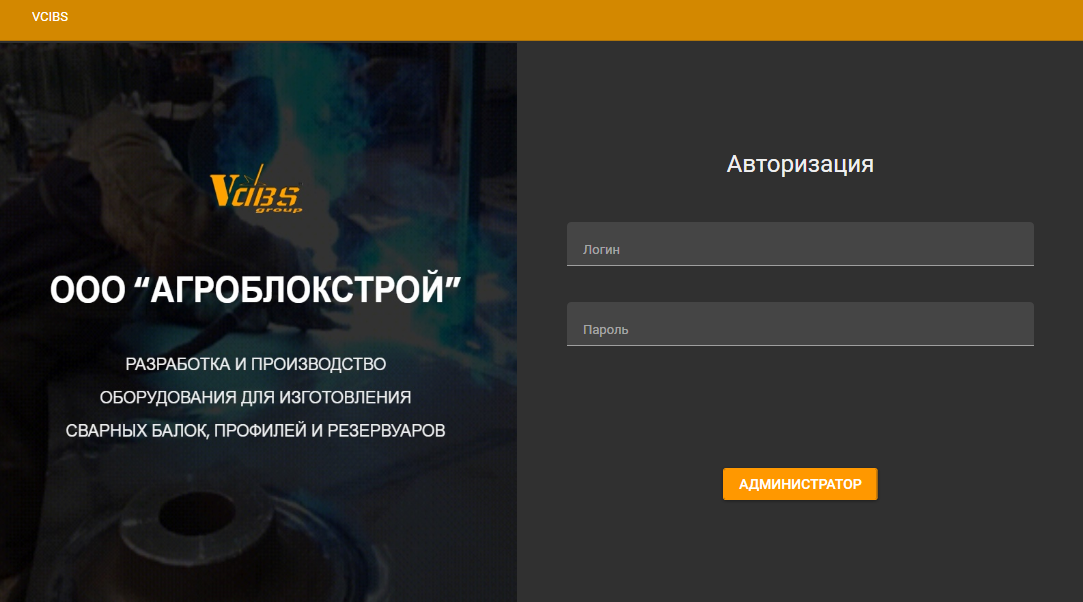 VCIBS
VCIBS
group
ООО “АГРОБЛОКСТРОЙ”
РАЗРАБОТКА И ПРОИЗВОДСТВО
ОБОРУДОВАНИЯ ДЛЯ ИЗГОТОВЛЕНИЯ
СВАРНЫХ БАЛОК, ПРОФИЛЕЙ И РЕЗЕРВУАРОВ
Авторизация
Логин
Пароль
АДМИНИСТРАТОР